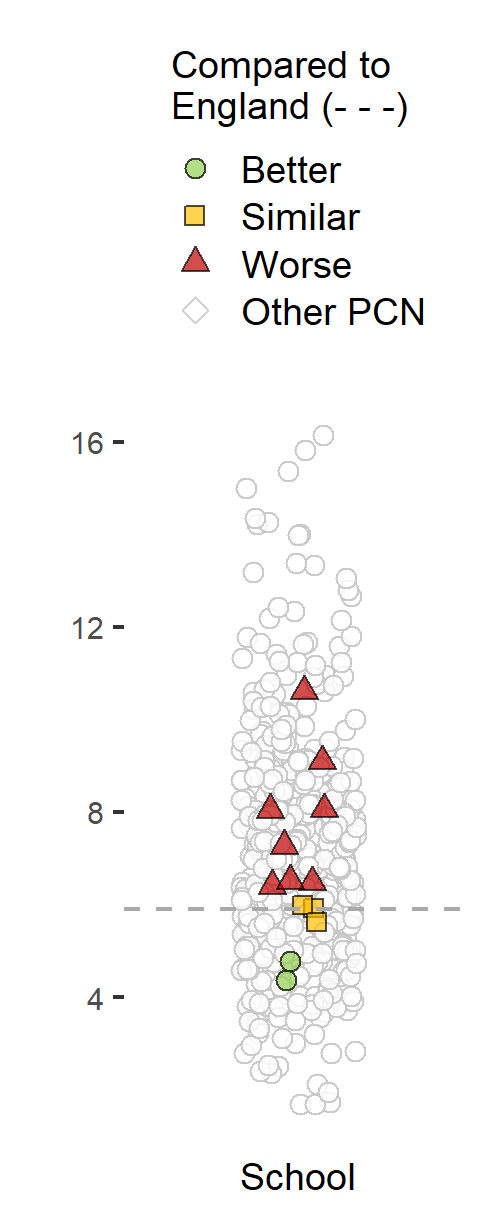 Compared to
England (- - -)
Better
Similar
Worse
Other PCN
16
12
8
4
School